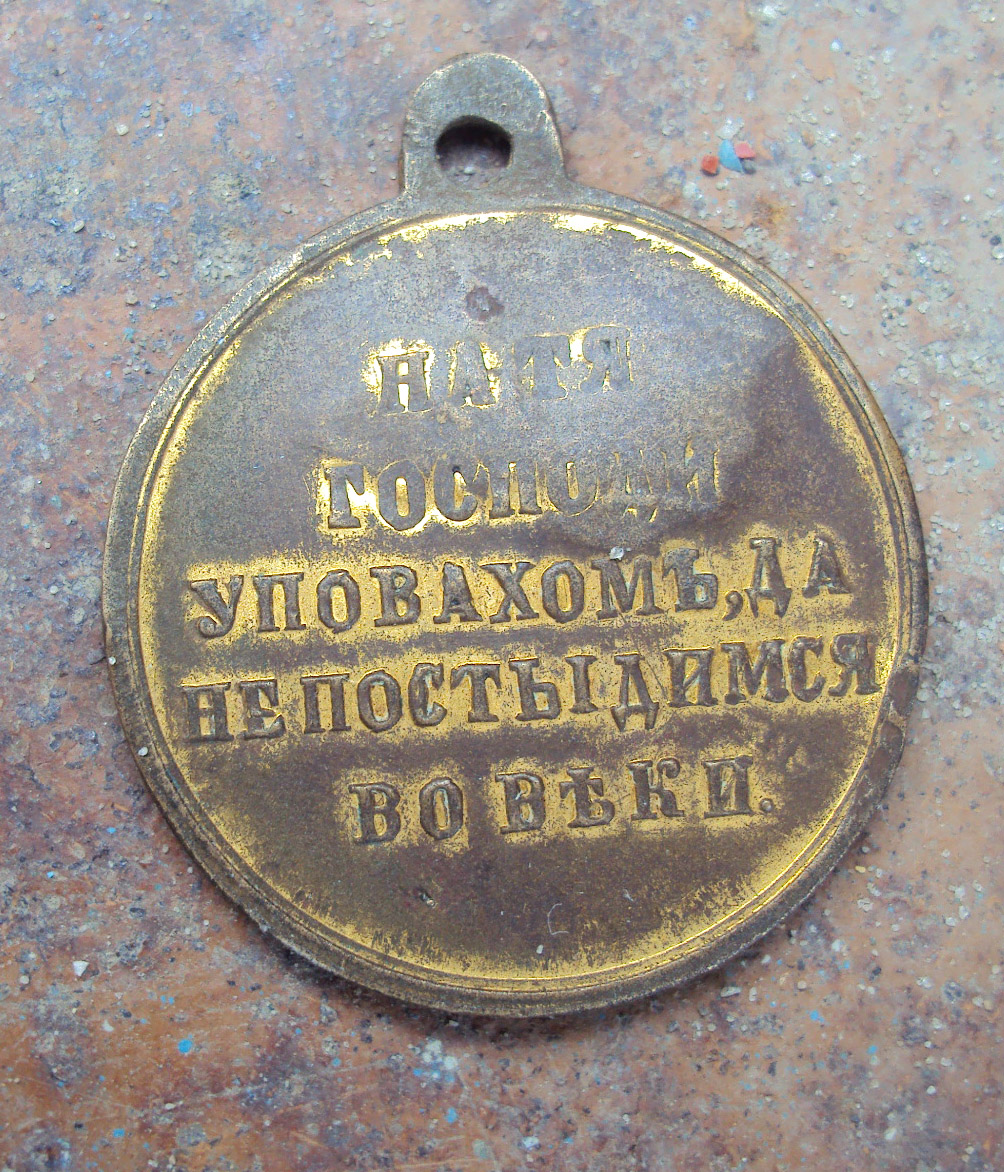 НА ТЯ
ГОСПОДИ
УПОВАХОМЪ, ДА
НЕ ПОСТЫДИМСЯ
ВО ВѢКИ.